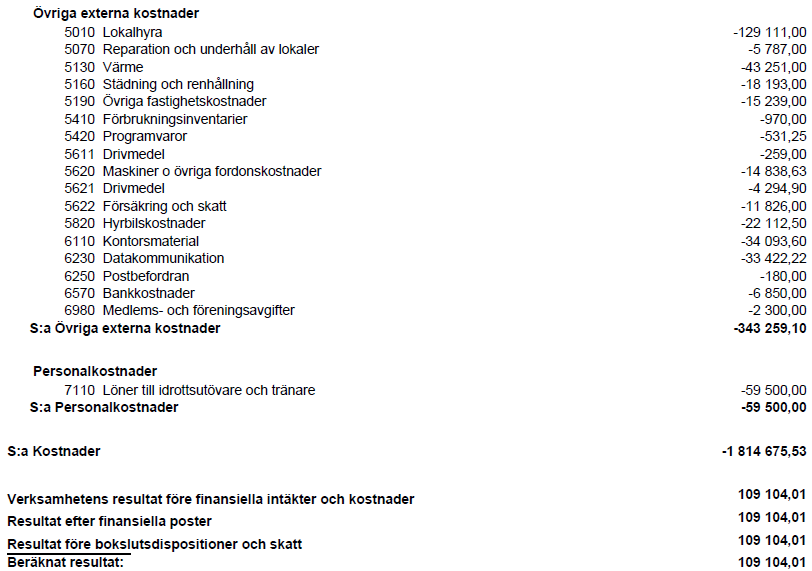 Övriga externa kostnader
5010 Lokalhyra -129 111,00
5070 Reparation och underhåll av lokaler -5 787,00
5130 Värme -43 251,00
5160 Städning och renhållning -18 193,00
5190 Övriga fastighetskostnader -15 239,00
5410 Förbrukningsinventarier -970,00
5420 Programvaror -531,25
5611 Drivmedel -259,00
5620 Maskiner o övriga fordonskostnader -14 838,63
5621 Drivmedel -4 294,90
5622 Försäkring och skatt -11 826,00
5820 Hyrbilskostnader -22 112,50
6110 Kontorsmaterial -34 093,60
6230 Datakommunikation -33 422,22
6250 Postbefordran -180,00
6570 Bankkostnader -6 850,00
6980 Medlems- och föreningsavgifter -2 300,00
S:a Övriga externa kostnader -343 259,10
Personalkostnader
7110 Löner till idrottsutövare och tränare -59 500,00
S:a Personalkostnader -59 500,00
S:a Kostnader -1 814 675,53
Verksamhetens resultat före finansiella intäkter och kostnader 109 104,01
Resultat efter finansiella poster 109 104,01
Resultat före bokslutsdispositioner och skatt 109 104,01
Beräknat resultat: 109 104,01